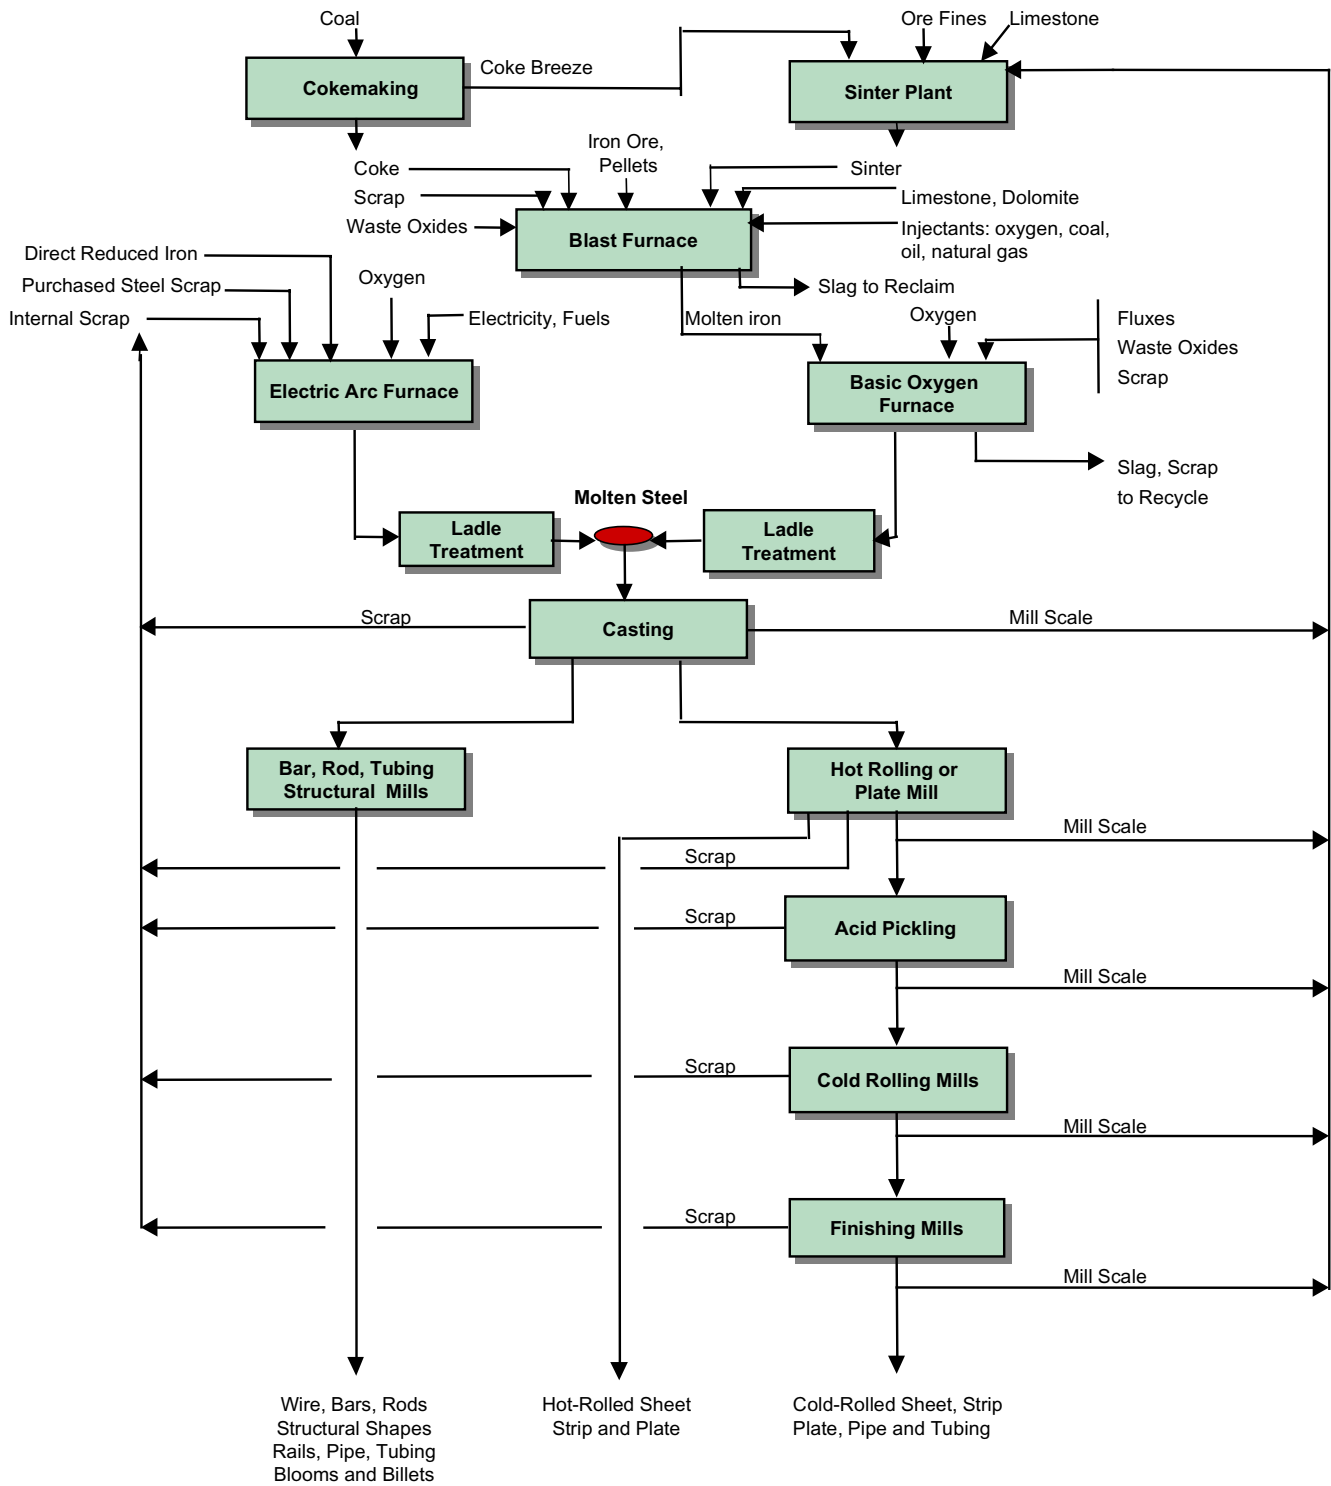 Coal
Ore Fines
Limestone
Coke Breeze
Cokemaking
Sinter Plant
Iron Ore,
Pellets
Coke
Sinter
Scrap
Limestone, Dolomite
Waste Oxides
Injectants: oxygen, coal,
oil, natural gas
Blast Furnace
Direct Reduced Iron
Oxygen
Purchased Steel Scrap
Slag to Reclaim
Internal Scrap
Electricity, Fuels
Molten iron
Oxygen
Fluxes
Waste Oxides
Scrap
Electric Arc Furnace
Basic Oxygen
Furnace
Slag, Scrap
to Recycle
Molten Steel
Ladle
Treatment
Ladle
Treatment
Scrap
Casting
Mill Scale
Bar, Rod, Tubing
Structural Mills
Hot Rolling or
Plate Mill
Mill Scale
Scrap
Scrap
Acid Pickling
Mill Scale
Scrap
Cold Rolling Mills
Mill Scale
Scrap
Finishing Mills
Mill Scale
Wire, Bars, Rods
Structural Shapes
Rails, Pipe, Tubing
Blooms and Billets
Hot-Rolled Sheet
Strip and Plate
Cold-Rolled Sheet, Strip
Plate, Pipe and Tubing